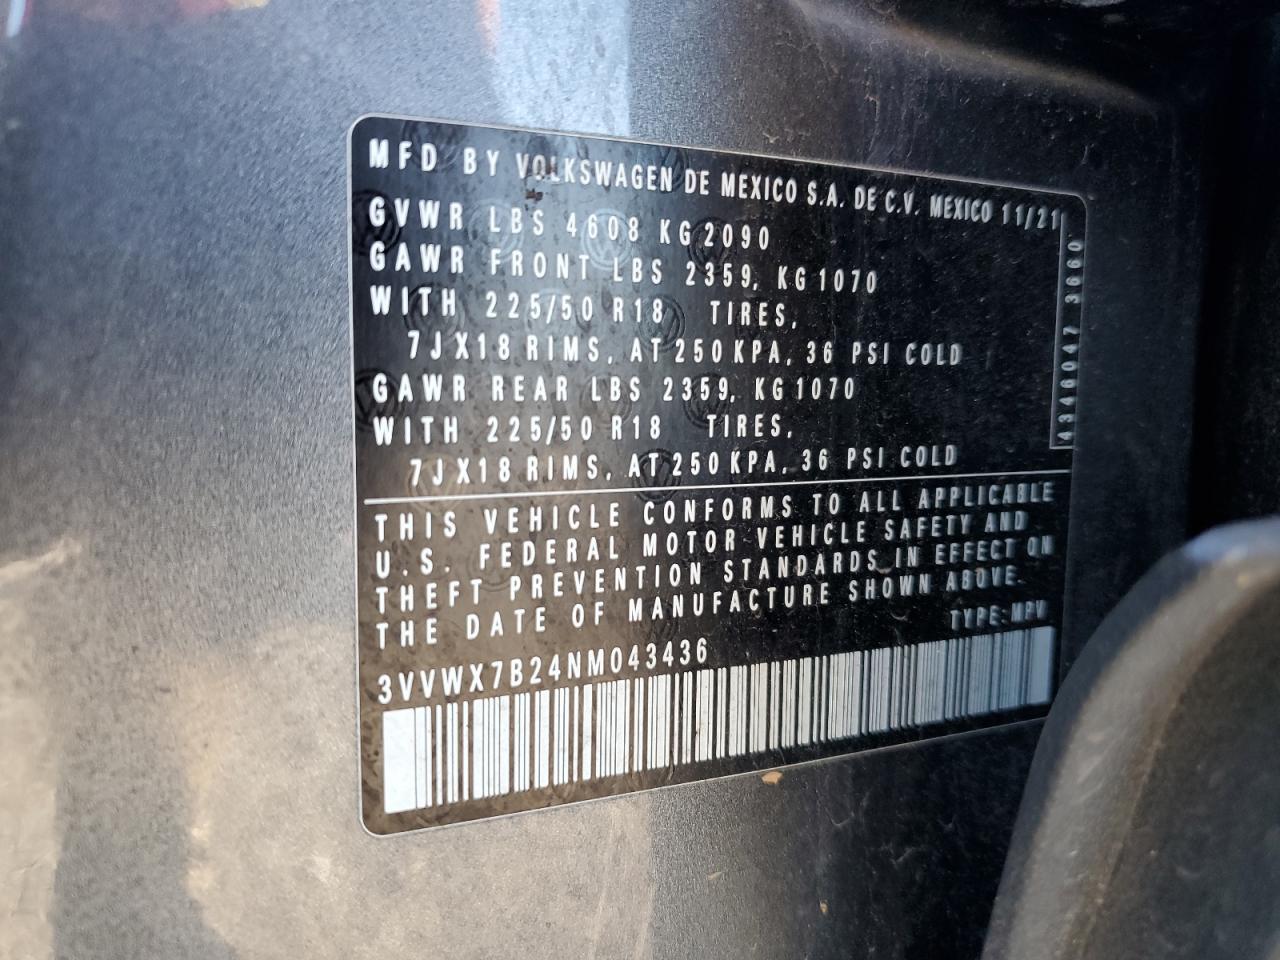 MFD BY VOLKSWAGEN DE MEXICO S.A. DE C.V. MEXICO 11/21
GVWR LBS 4608 KG 2090
GAWR FRONT LBS 2359, KG 1070
WITH 225/50 R18 TIRES,
7JX18 RIMS, AT 250 KPA, 36 PSI COLD
GAWR REAR LBS 2359, KG 1070
WITH 225/50 R18 TIRES,
7JX18 RIMS, AT 250 KPA, 36 PSI COLD
4346047 3660
THIS VEHICLE CONFORMS TO ALL APPLICABLE
U.S. FEDERAL MOTOR VEHICLE SAFETY AND
THEFT PREVENTION STANDARDS IN EFFECT ON
THE DATE OF MANUFACTURE SHOWN ABOVE.
TYPE: MPV
3VVWX7B24NM043436